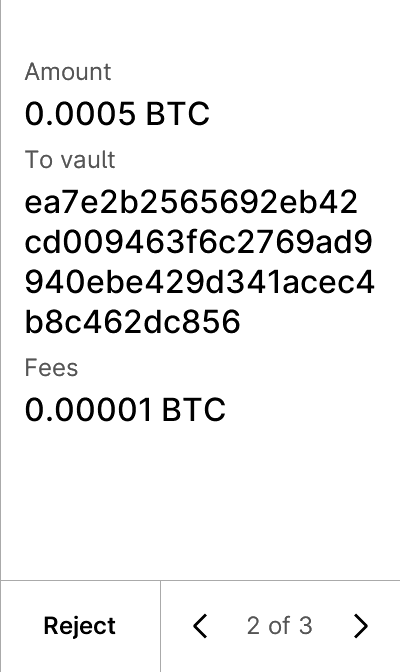 Amount
0.0005 BTC
To vault
ea7e2b2565692eb42
cd009463f6c2769ad9
940ebe429d341acec4
b8c462dc856
Fees
0.00001 BTC
Reject
2 of 3